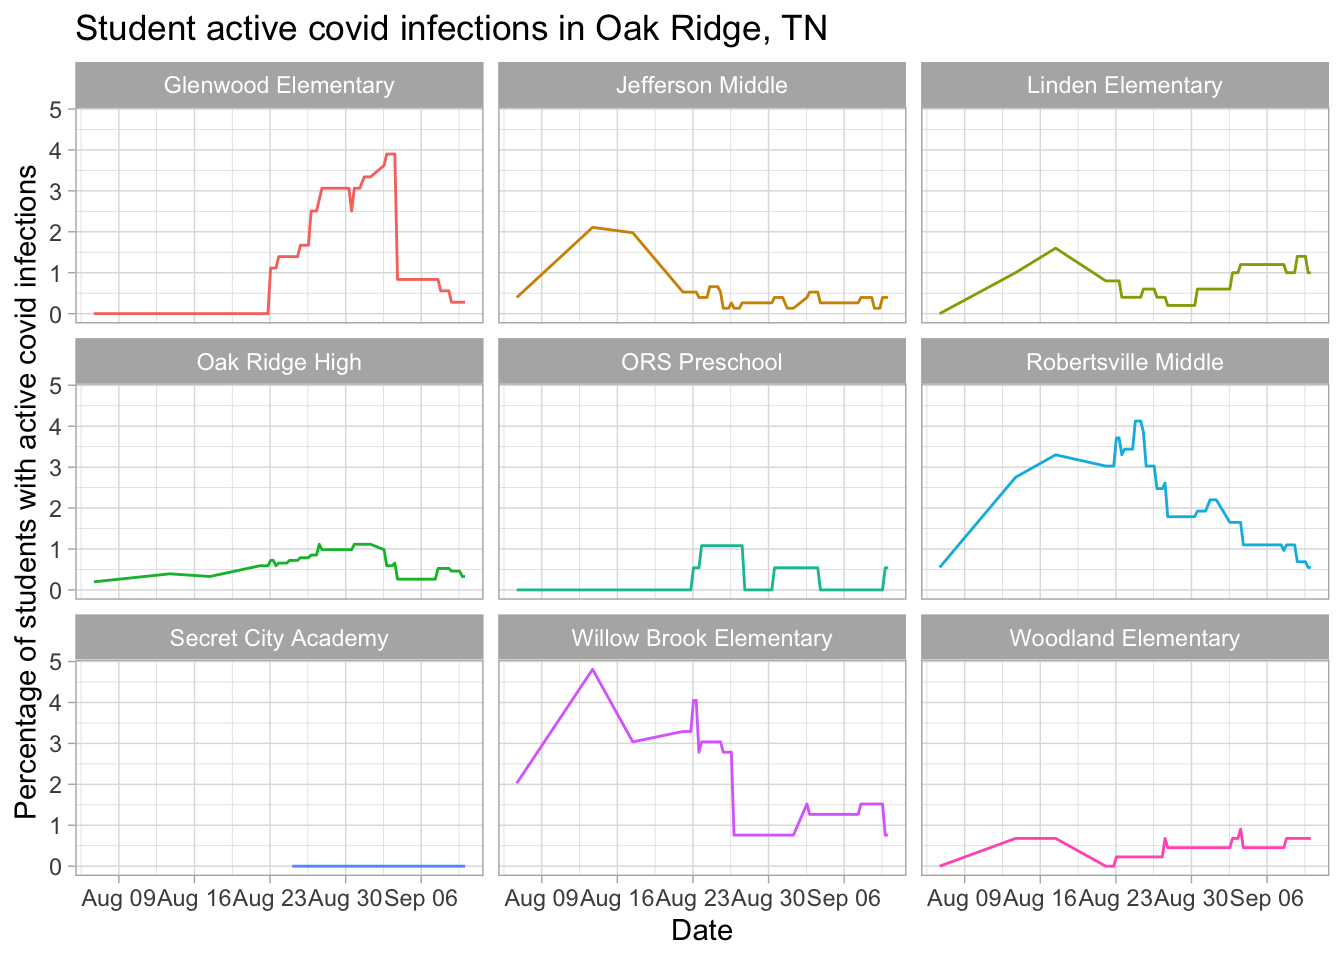 Student active covid infections in Oak Ridge, TN
Glenwood Elementary
Jefferson Middle
Linden Elementary
5
4
3
2
1
0
Oak Ridge High
ORS Preschool
Robertsville Middle
5
4
3
2
1
0
Secret City Academy
Willow Brook Elementary
Woodland Elementary
5
4
3
2
1
0
Percentage of students with active covid infections
Aug 09 Aug 16 Aug 23 Aug 30 Sep 06
Aug 09 Aug 16 Aug 23 Aug 30 Sep 06
Aug 09 Aug 16 Aug 23 Aug 30 Sep 06
Date